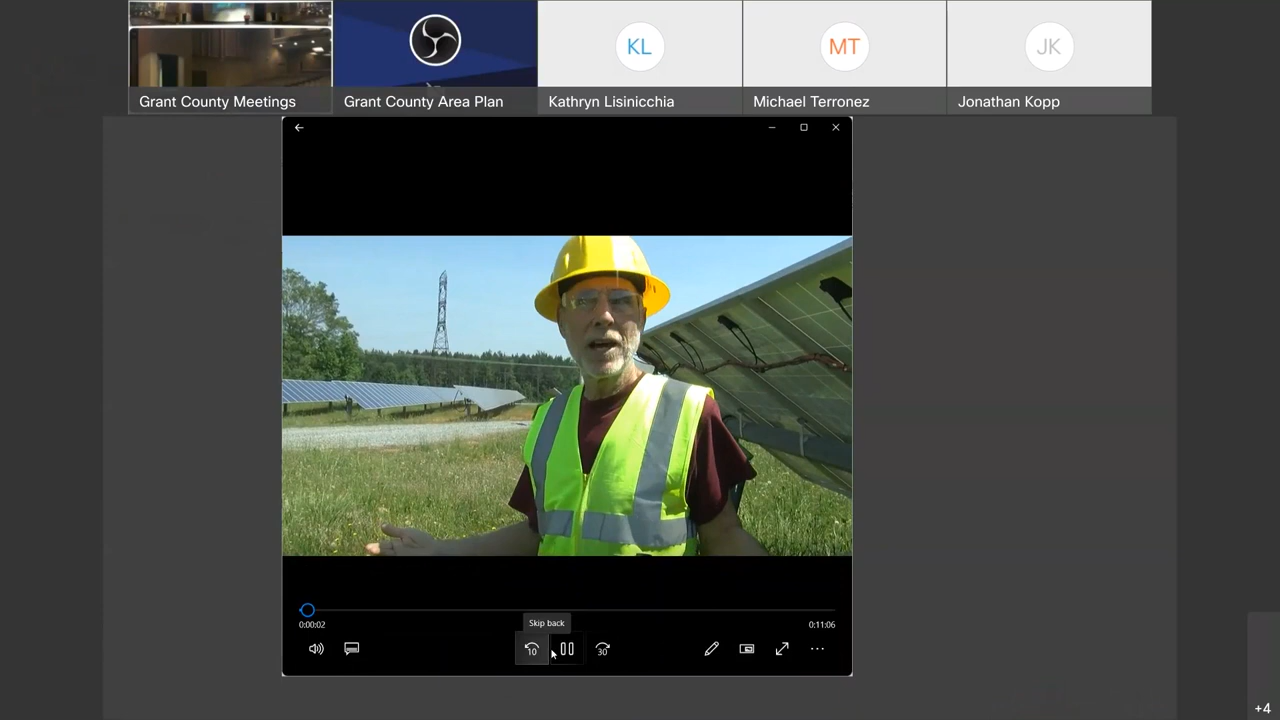 KL
MT
JK
Grant County Meetings
Grant County Area Plan
Kathryn Lisinicchia
Michael Terronez
Jonathan Kopp
Skip back
0:00:02
0:11:06
10
30
+4